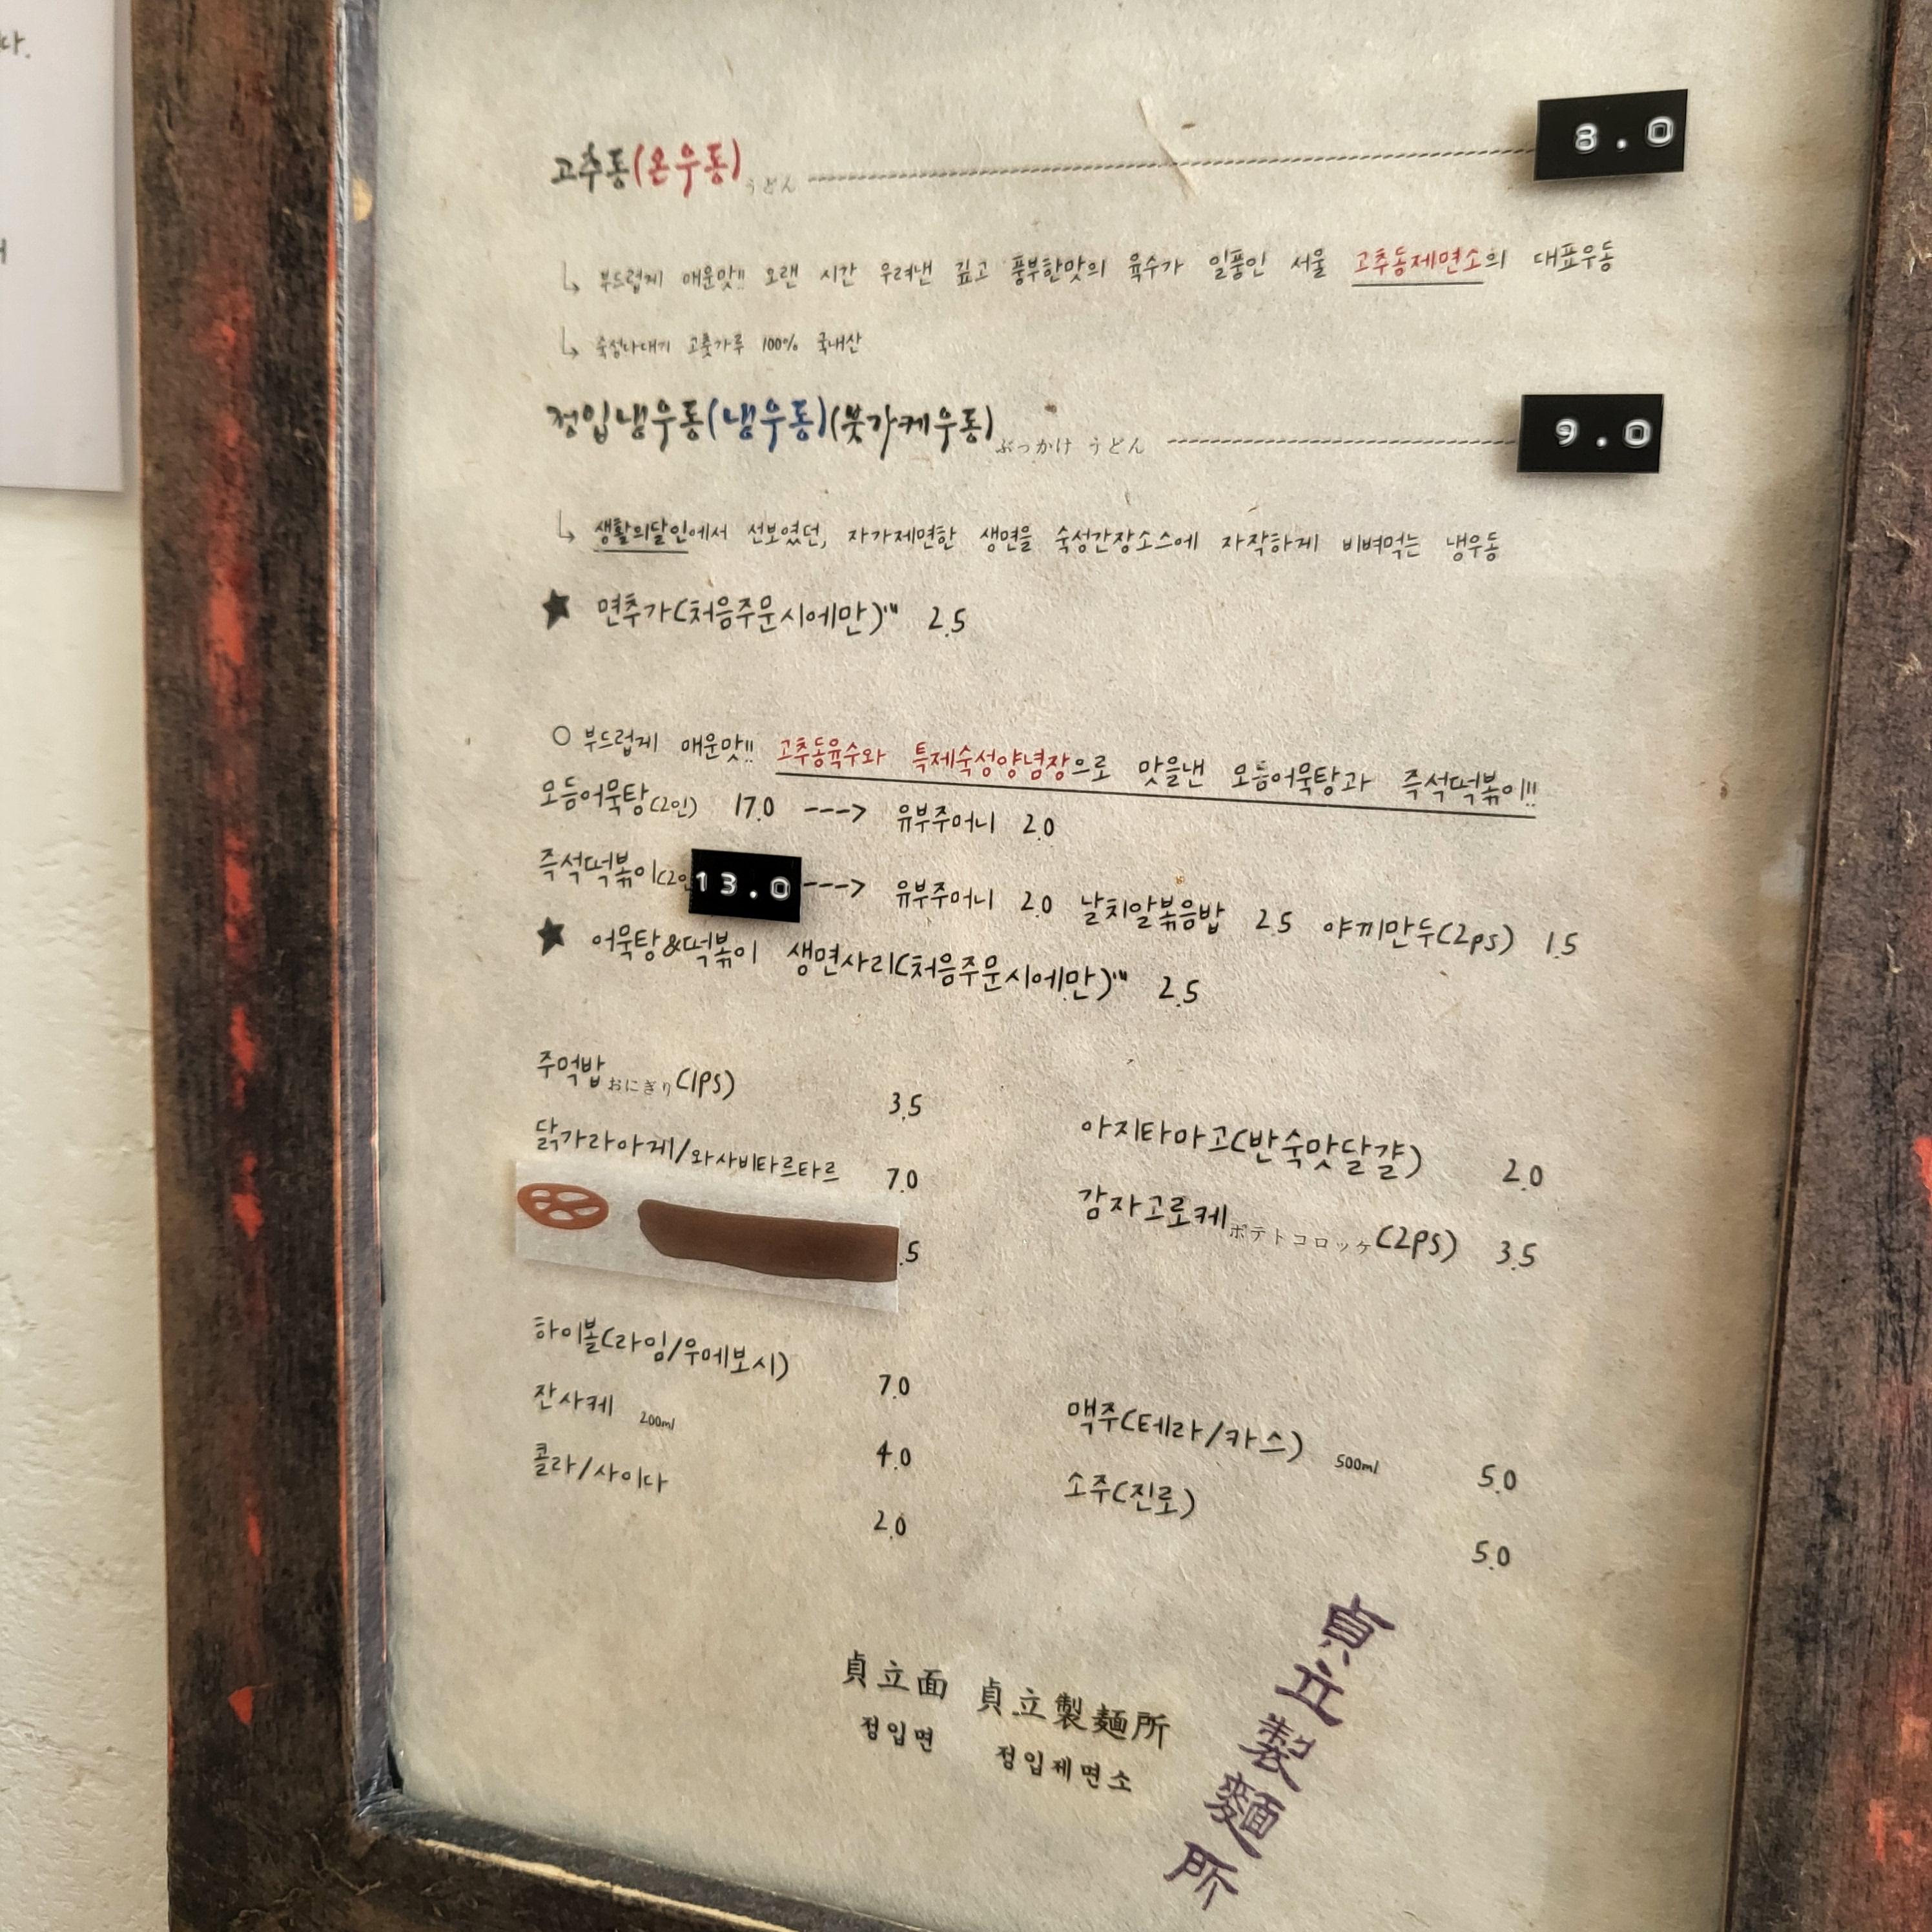 다.
고추동(온우동) うどん 8.0
↳ 부드럽게 매운맛!! 오랜 시간 우려낸 깊고 풍부한맛의 육수가 일품인 서울 고추동제면소의 대표우동
↳ 숙성다대기 고춧가루 100% 국내산
정입냉우동(냉우동)(붓가케우동) ぶっかけ うどん 9.0
↳ 생활의달인에서 선보였던, 자가제면한 생면을 숙성간장소스에 자작하게 비벼먹는 냉우동
★ 면추가(처음주문시에만)''' 2.5
○ 부드럽게 매운맛!! 고추동육수와 특제숙성양념장으로 맛을낸 모듬어묵탕과 즉석떡볶이!!
모듬어묵탕(2인) 17.0 ---> 유부주머니 2.0
즉석떡볶이(2인 13.0 ---> 유부주머니 2.0 날치알볶음밥 2.5 야끼만두(2ps) 1.5
★ 어묵탕&떡볶이 생면사리(처음주문시에만)''' 2.5
주먹밥 おにぎり (1ps) 3.5
닭가라아게/와사비타르타르 7.0
.5
아지타마고(반숙맛달걀) 2.0
감자고로케 ポテトコロッケ (2ps) 3.5
하이볼(라임/우메보시) 7.0
잔사케 200ml 4.0
콜라/사이다 2.0
맥주(테라/카스) 500ml 5.0
소주(진로) 5.0
貞立面 貞立製麵所
정입면 정입제면소
貞立製麵所